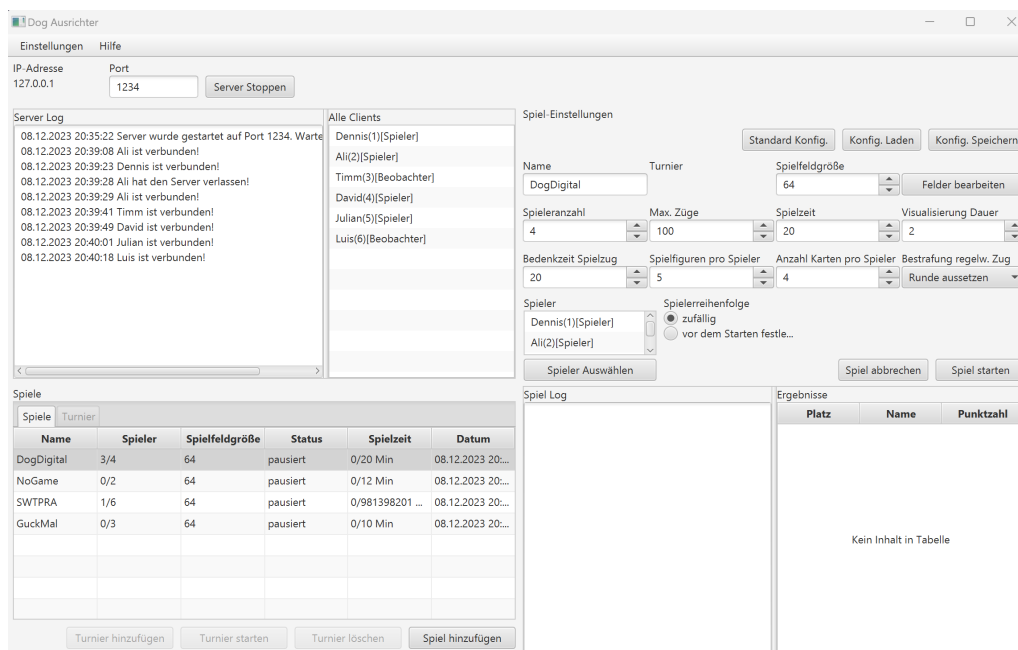 Dog Ausrichter
Einstellungen Hilfe
IP-Adresse Port
127.0.0.1 1234 Server Stoppen
Server Log
08.12.2023 20:35:22 Server wurde gestartet auf Port 1234. Warte
08.12.2023 20:39:08 Ali ist verbunden!
08.12.2023 20:39:23 Dennis ist verbunden!
08.12.2023 20:39:28 Ali hat den Server verlassen!
08.12.2023 20:39:29 Ali ist verbunden!
08.12.2023 20:39:41 Timm ist verbunden!
08.12.2023 20:39:49 David ist verbunden!
08.12.2023 20:40:01 Julian ist verbunden!
08.12.2023 20:40:18 Luis ist verbunden!
Alle Clients
Dennis(1)[Spieler]
Ali(2)[Spieler]
Timm(3)[Beobachter]
David(4)[Spieler]
Julian(5)[Spieler]
Luis(6)[Beobachter]
Spiel-Einstellungen
Standard Konfig. Konfig. Laden Konfig. Speichern
Name Turnier Spielfeldgröße
DogDigital 64 Felder bearbeiten
Spieleranzahl Max. Züge Spielzeit Visualisierung Dauer
4 100 20 2
Bedenkzeit Spielzug Spielfiguren pro Spieler Anzahl Karten pro Spieler Bestrafung regelw. Zug
20 5 4 Runde aussetzen
Spieler Spielerreihenfolge
Dennis(1)[Spieler] zufällig
Ali(2)[Spieler] vor dem Starten festle...
Spieler Auswählen Spiel abbrechen Spiel starten
Spiele
Spiele Turnier
Name Spieler Spielfeldgröße Status Spielzeit Datum
DogDigital 3/4 64 pausiert 0/20 Min 08.12.2023 20:...
NoGame 0/2 64 pausiert 0/12 Min 08.12.2023 20:...
SWTPRA 1/6 64 pausiert 0/981398201 ... 08.12.2023 20:...
GuckMal 0/3 64 pausiert 0/10 Min 08.12.2023 20:...
Turnier hinzufügen Turnier starten Turnier löschen Spiel hinzufügen
Spiel Log
Ergebnisse
Platz Name Punktzahl
Kein Inhalt in Tabelle